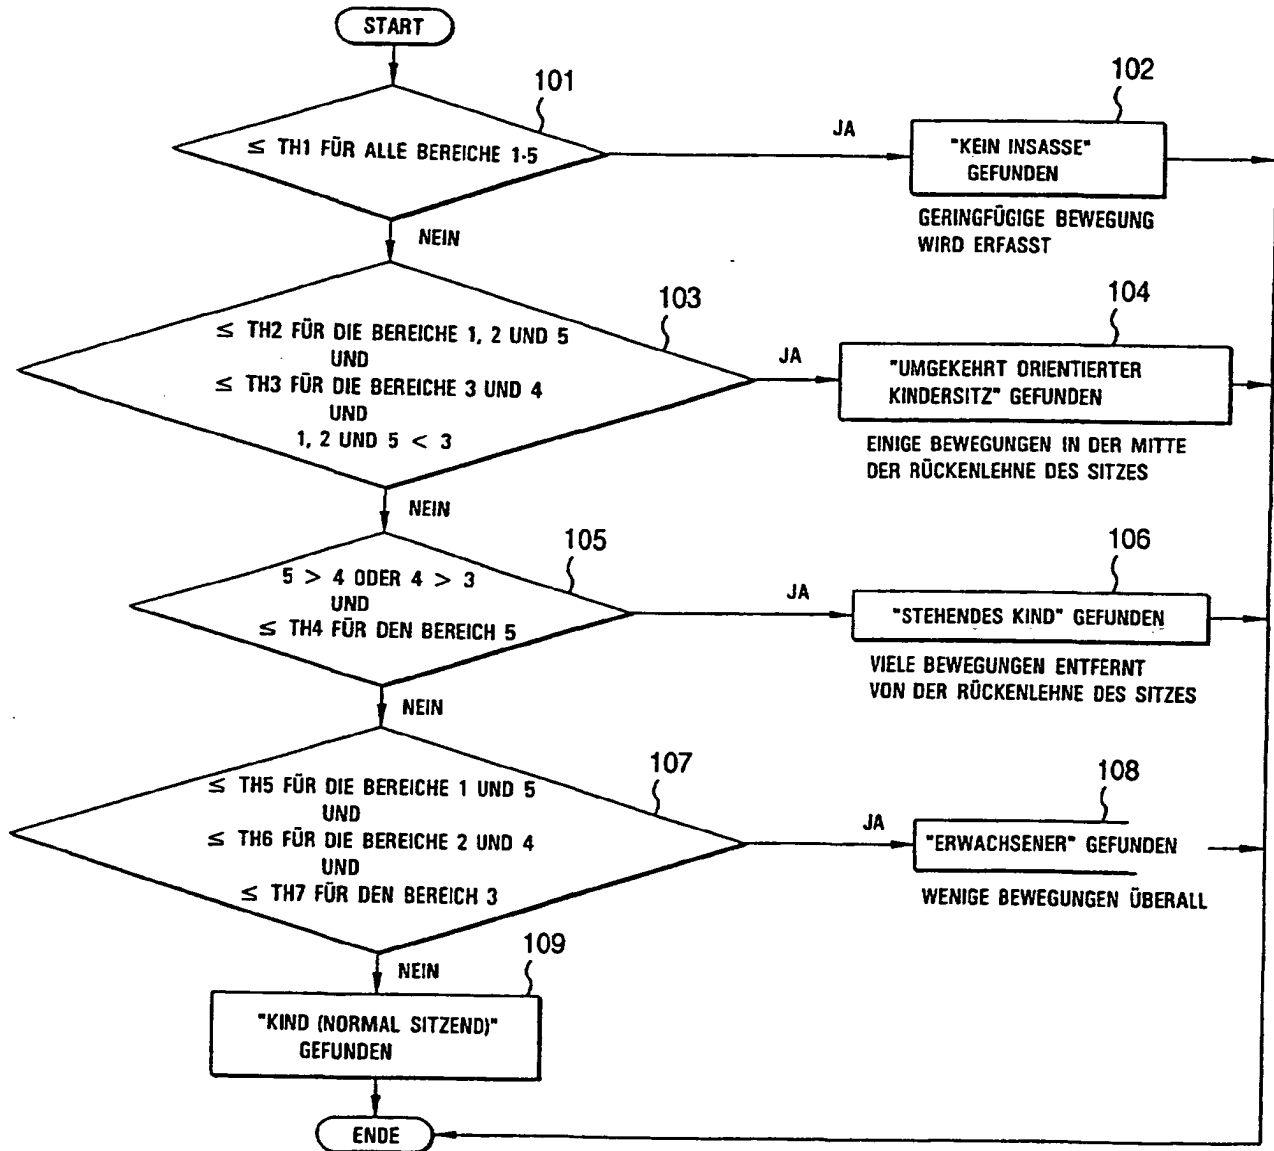 START
101
≤ TH1 FÜR ALLE BEREICHE 1-5
JA
102
"KEIN INSASSE"
GEFUNDEN
GERINGFÜGIGE BEWEGUNG
WIRD ERFASST
NEIN
103
≤ TH2 FÜR DIE BEREICHE 1, 2 UND 5
UND
≤ TH3 FÜR DIE BEREICHE 3 UND 4
UND
1, 2 UND 5 < 3
JA
104
"UMGEKEHRT ORIENTIERTER
KINDERSITZ" GEFUNDEN
EINIGE BEWEGUNGEN IN DER MITTE
DER RÜCKENLEHNE DES SITZES
NEIN
105
5 > 4 ODER 4 > 3
UND
≤ TH4 FÜR DEN BEREICH 5
JA
106
"STEHENDES KIND" GEFUNDEN
VIELE BEWEGUNGEN ENTFERNT
VON DER RÜCKENLEHNE DES SITZES
NEIN
107
≤ TH5 FÜR DIE BEREICHE 1 UND 5
UND
≤ TH6 FÜR DIE BEREICHE 2 UND 4
UND
≤ TH7 FÜR DEN BEREICH 3
JA
108
"ERWACHSENER" GEFUNDEN
WENIGE BEWEGUNGEN ÜBERALL
NEIN
109
"KIND (NORMAL SITZEND)"
GEFUNDEN
ENDE